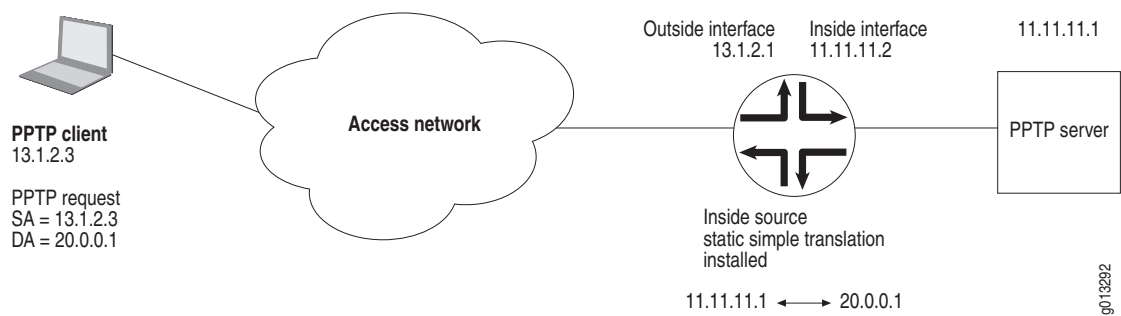 Outside interface
13.1.2.1
Inside interface
11.11.11.2
11.11.11.1
Access network
PPTP server
PPTP client
13.1.2.3
PPTP request
SA = 13.1.2.3
DA = 20.0.0.1
Inside source
static simple translation
installed
11.11.11.1 ↔ 20.0.0.1
g013292